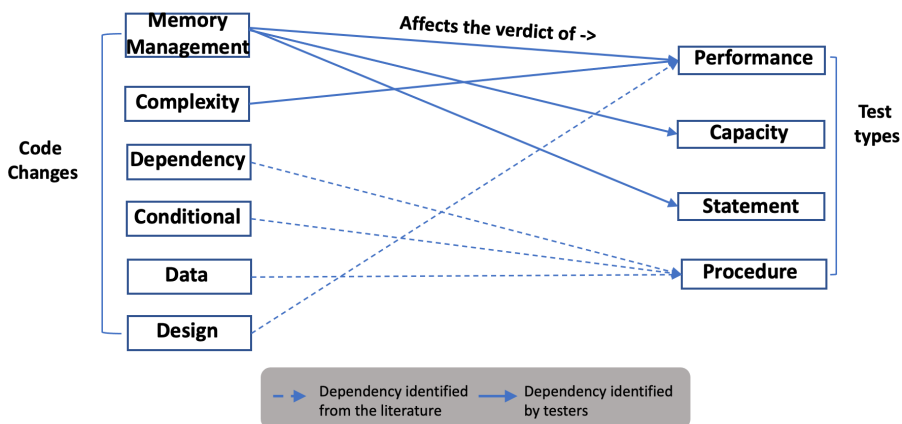 Memory
Management
Affects the verdict of ->
Performance
Complexity
Code
Changes
Test
types
Capacity
Dependency
Conditional
Statement
Data
Procedure
Design
Dependency identified
from the literature
Dependency identified
by testers